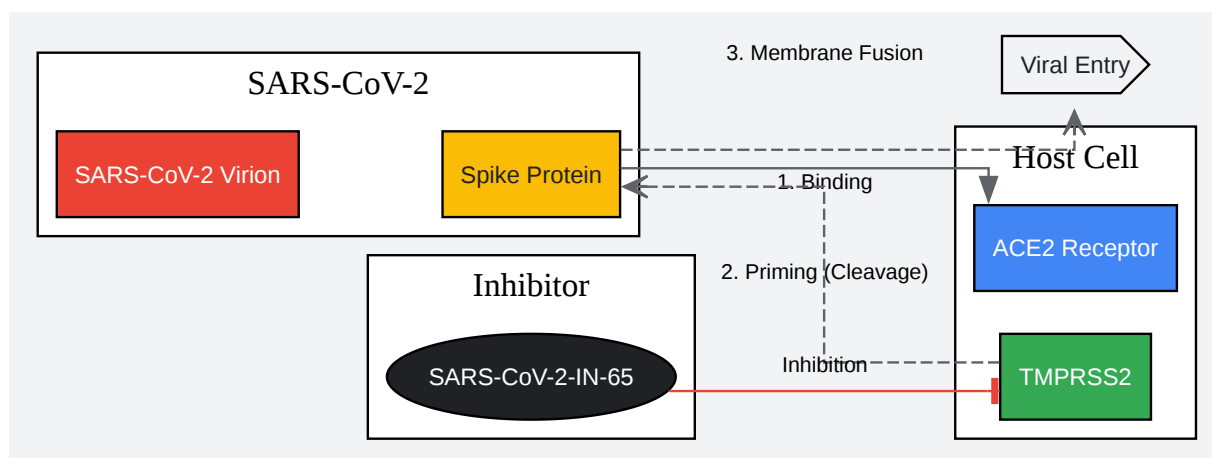 3. Membrane Fusion
Viral Entry
SARS-CoV-2
Host Cell
SARS-CoV-2 Virion
Spike Protein
1. Binding
ACE2 Receptor
2. Priming (Cleavage)
Inhibitor
Inhibition
SARS-CoV-2-IN-65
TMPRSS2